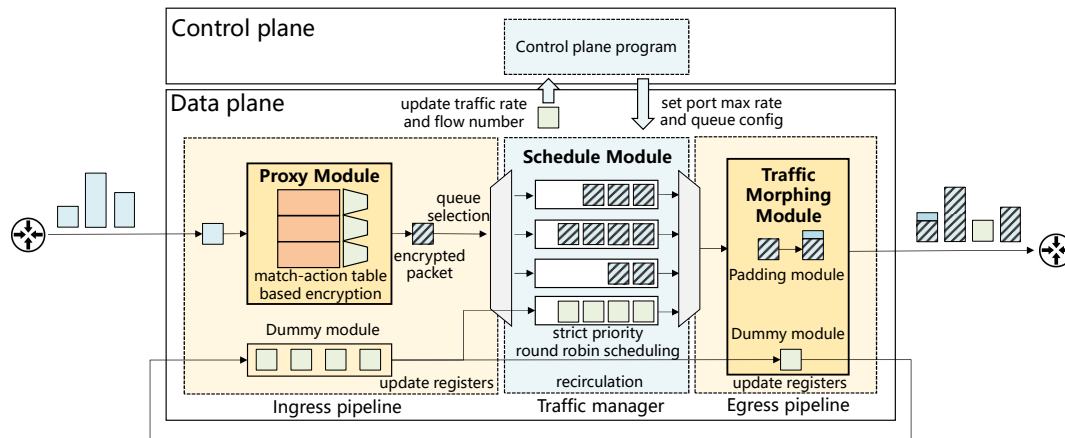 Control plane
Control plane program
Data plane
update traffic rate
and flow number
set port max rate
and queue config
Proxy Module
match-action table
based encryption
queue
selection
encrypted
packet
Schedule Module
strict priority
round robin scheduling
Traffic
Morphing
Module
Padding module
Dummy module
Dummy module
update registers
recirculation
update registers
Ingress pipeline
Traffic manager
Egress pipeline